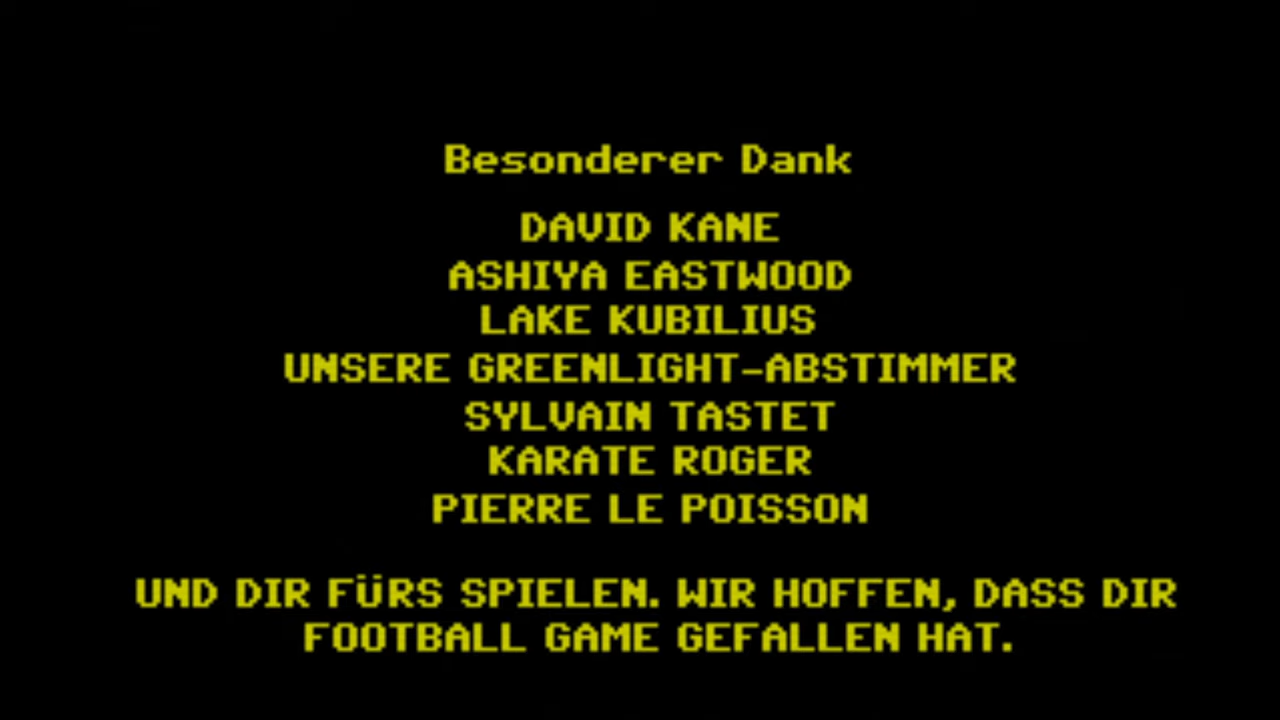 Besonderer Dank
DAVID KANE
ASHIYA EASTWOOD
LAKE KUBILIUS
UNSERE GREENLIGHT-ABSTIMMER
SYLVAIN TASTET
KARATE ROGER
PIERRE LE POISSON
UND DIR FüRS SPIELEN. WIR HOFFEN, DASS DIR
FOOTBALL GAME GEFALLEN HAT.